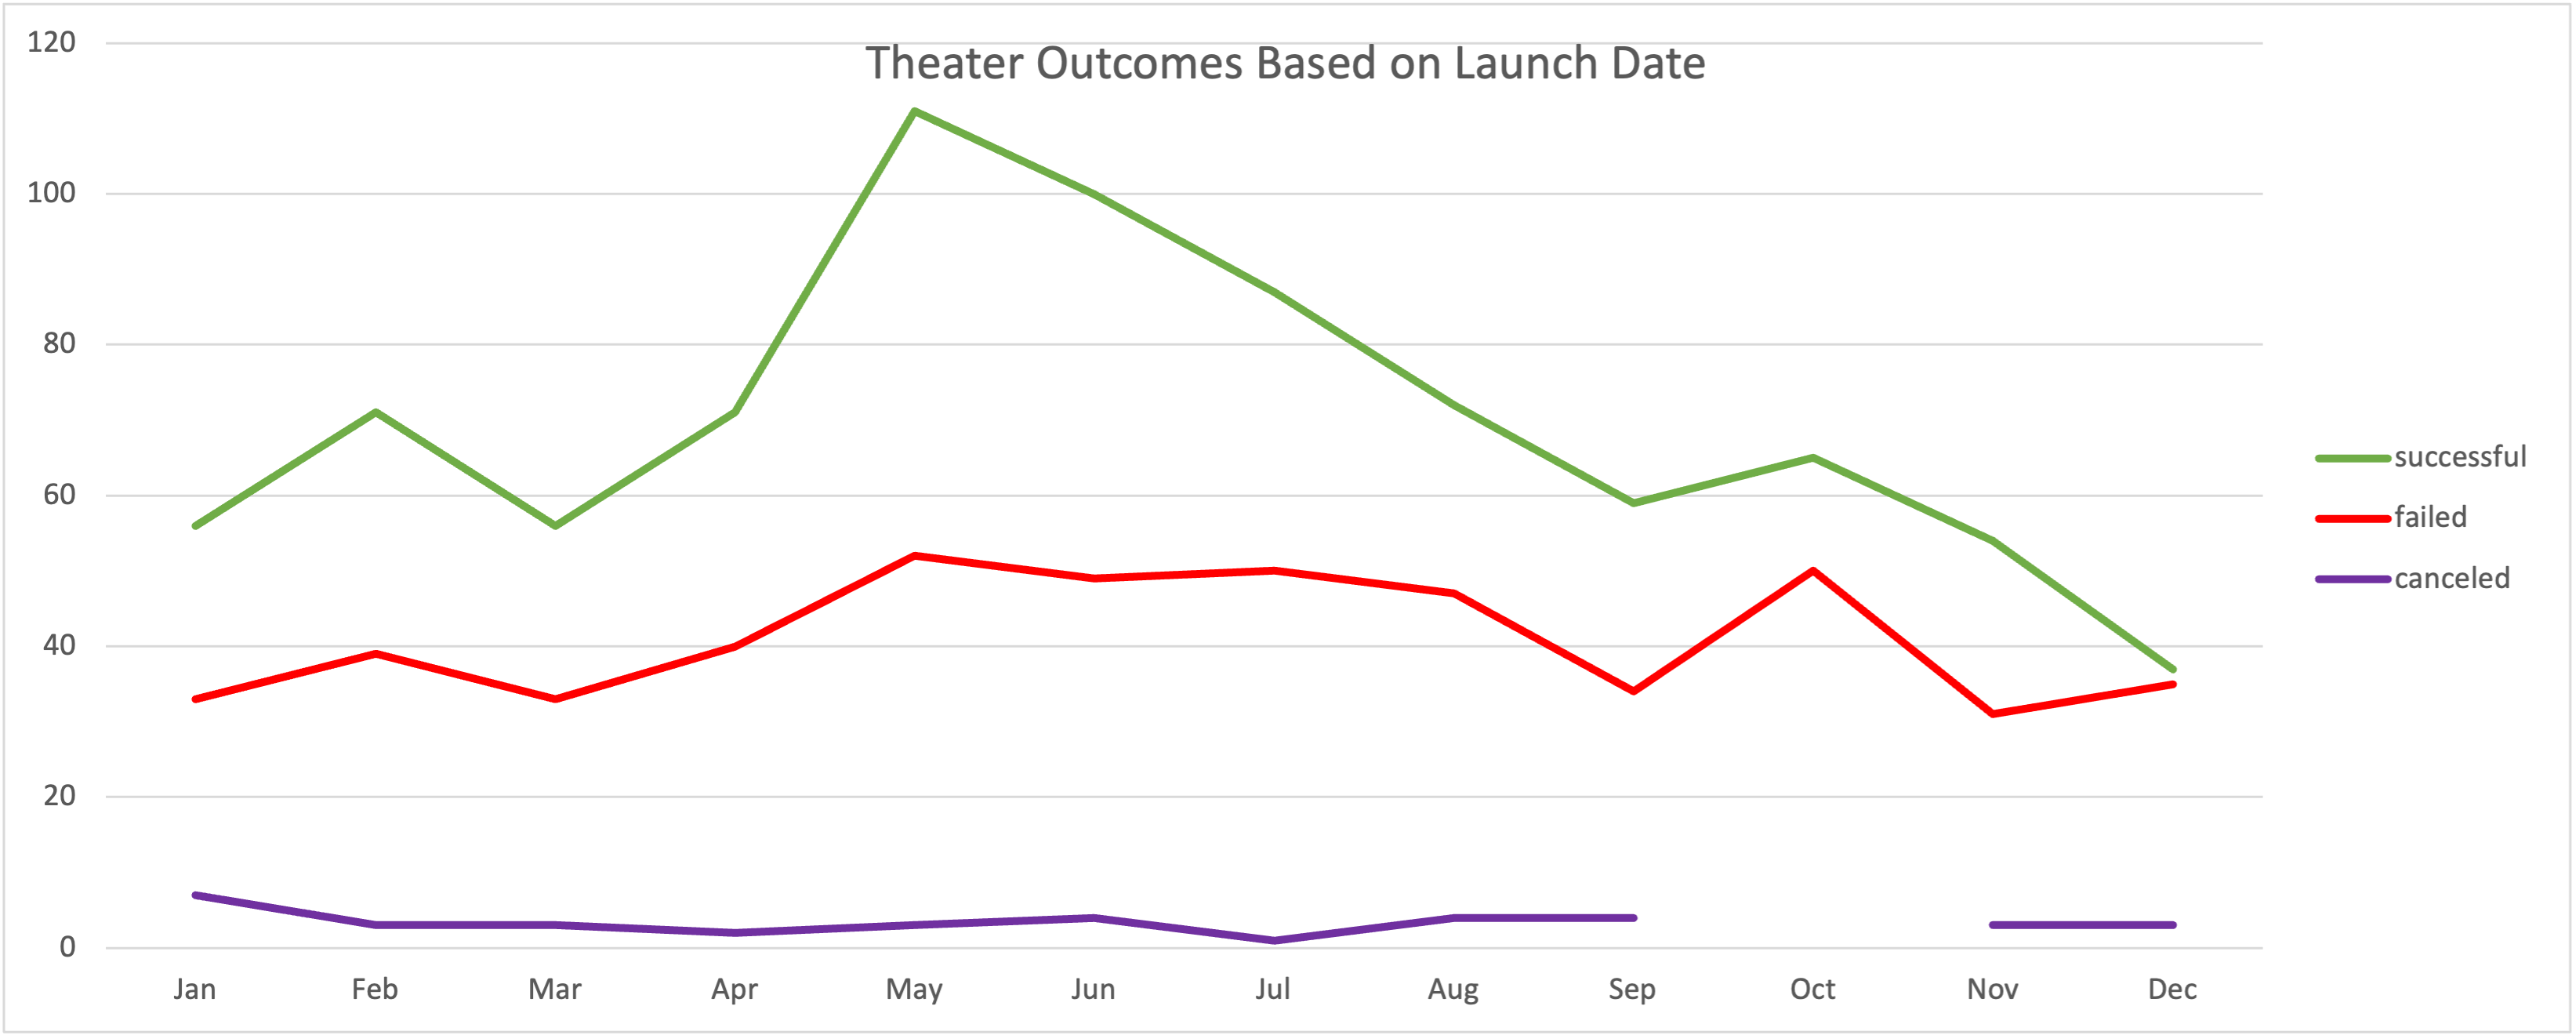 Theater Outcomes Based on Launch Date
120
100
80
60
40
20
0
Jan Feb Mar Apr May Jun Jul Aug Sep Oct Nov Dec
successful
failed
canceled